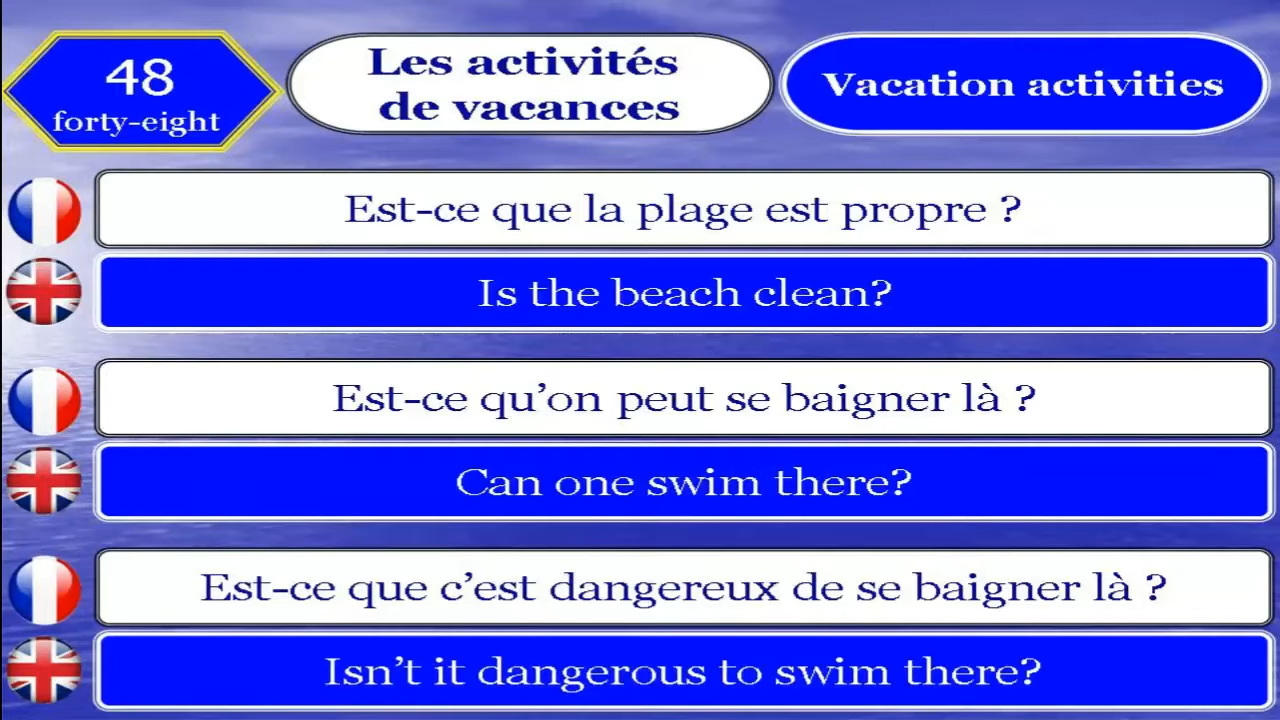 48
forty-eight
Les activités
de vacances
Vacation activities
Est-ce que la plage est propre ?
Is the beach clean?
Est-ce qu’on peut se baigner là ?
Can one swim there?
Est-ce que c’est dangereux de se baigner là ?
Isn’t it dangerous to swim there?